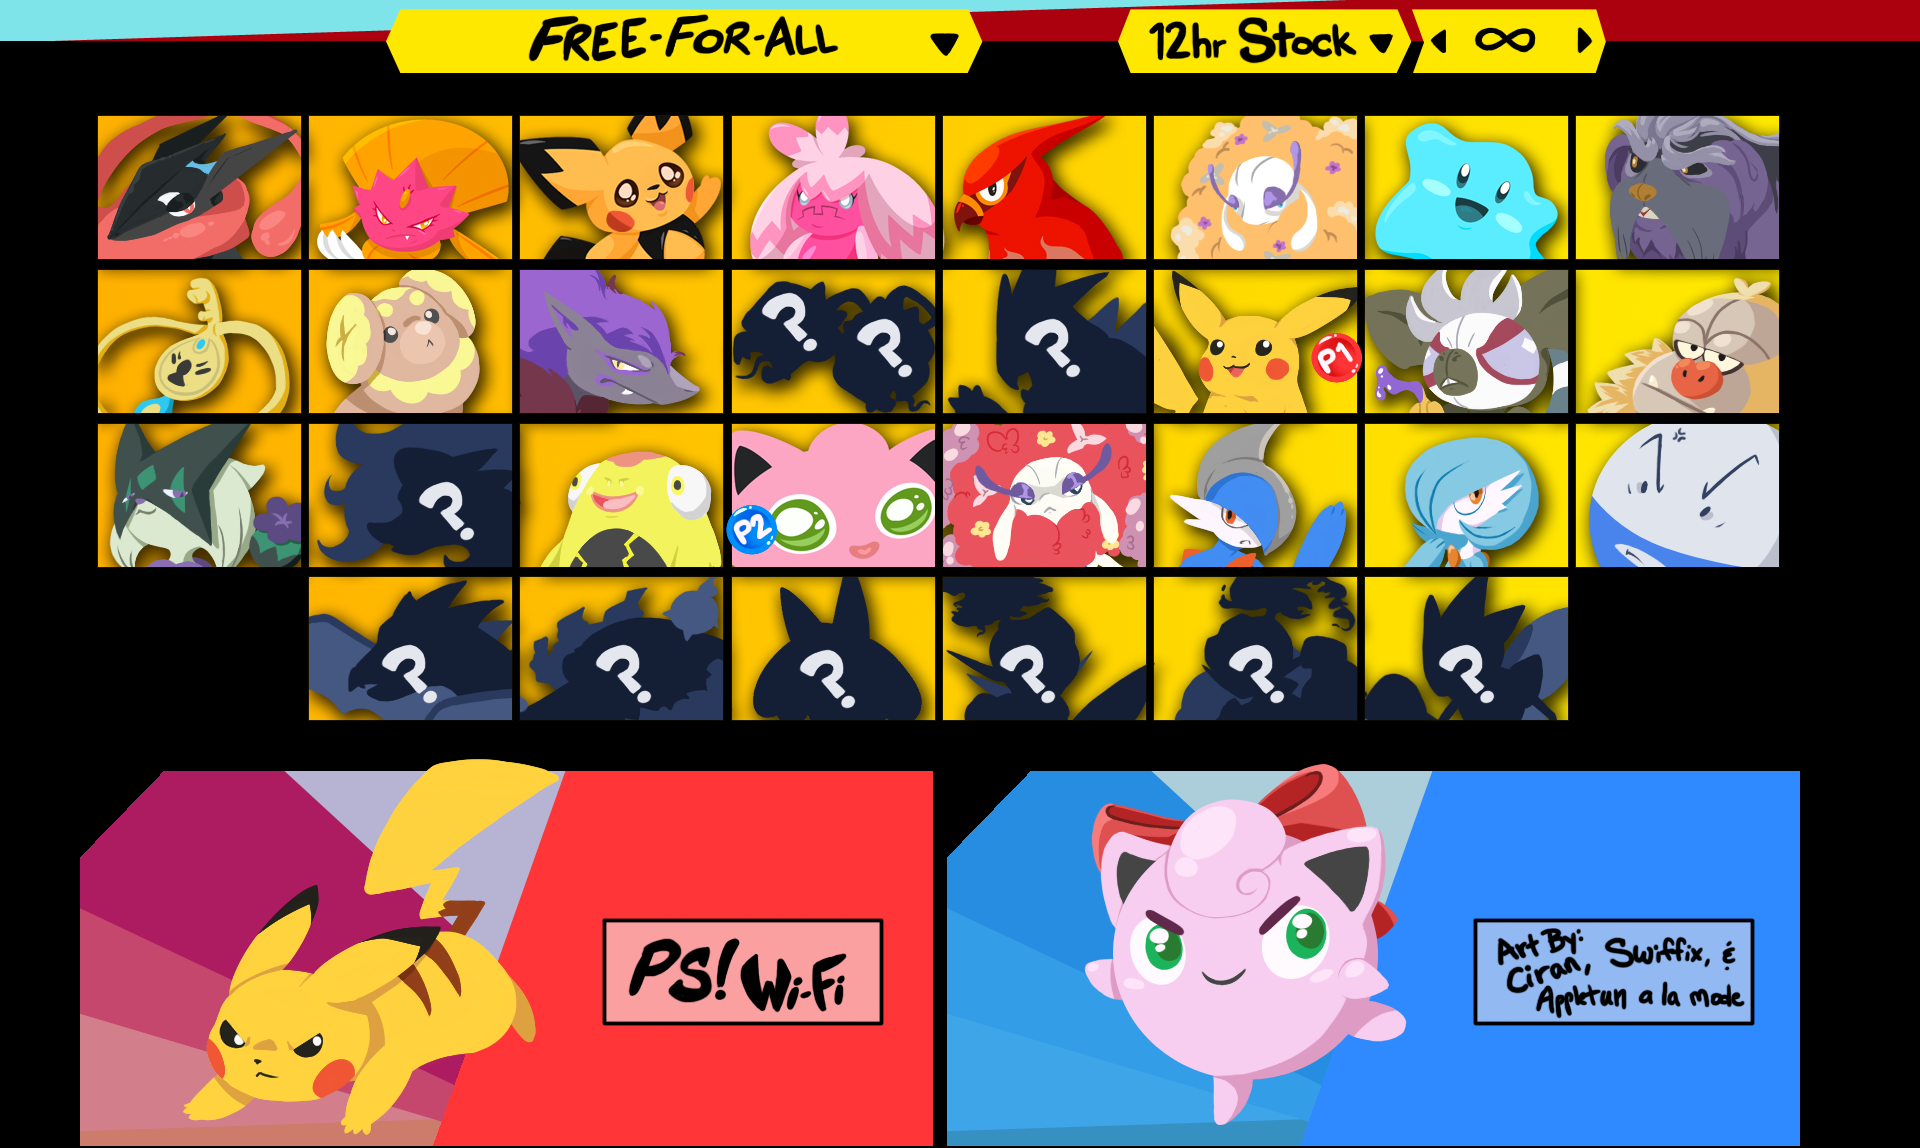 FREE-FOR-ALL
12hr Stock
∞
?
?
P1
?
P2
?
?
?
?
?
?
PS! Wi-Fi
Art By:
Ciran, Swiffix, &
Appletun a la mode